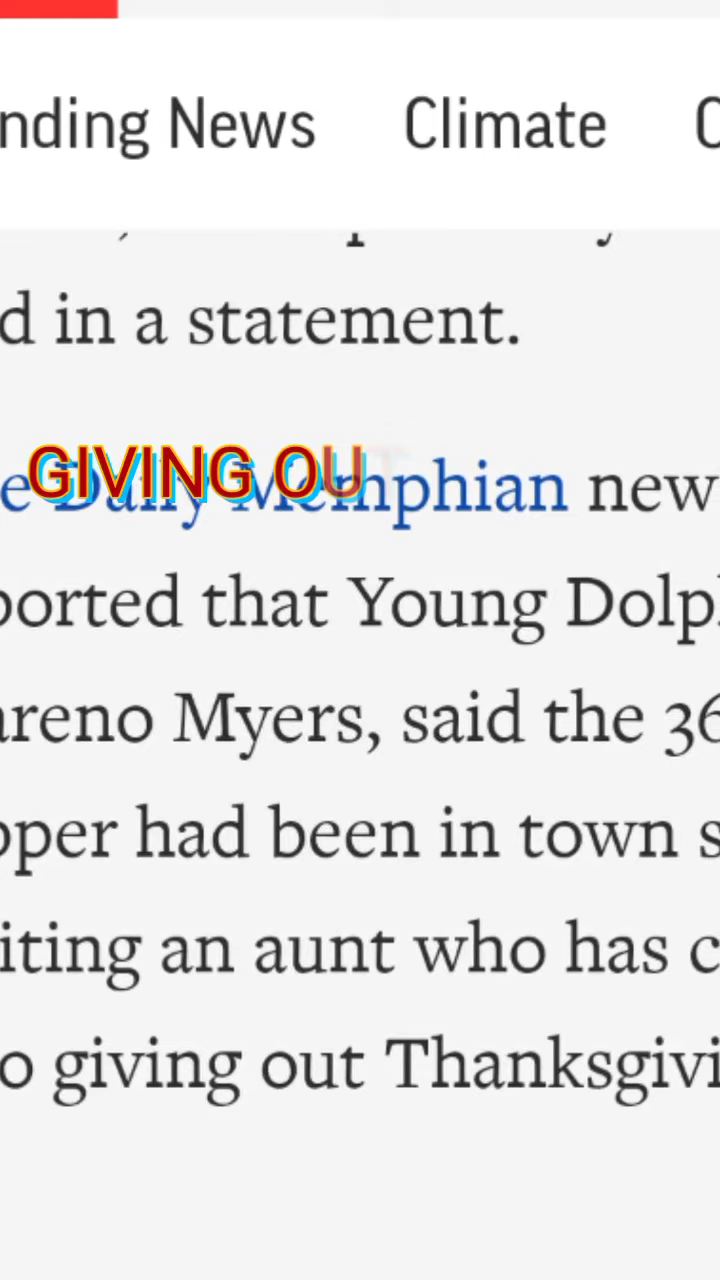 nding News Climate
d in a statement.
GIVING OU
e Daily Memphian new
ported that Young Dolp
areno Myers, said the 36
pper had been in town s
iting an aunt who has c
o giving out Thanksgivi